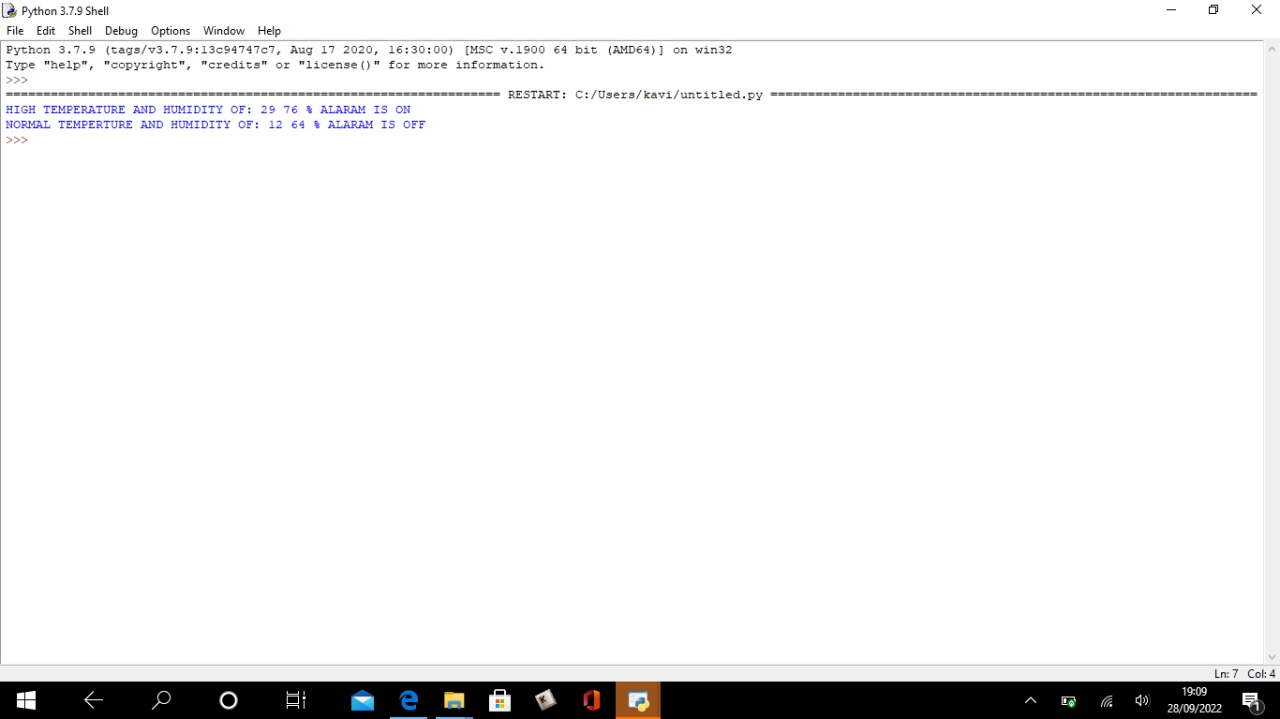 Python 3.7.9 Shell
File Edit Shell Debug Options Window Help
Python 3.7.9 (tags/v3.7.9:13c94747c7, Aug 17 2020, 16:30:00) [MSC v.1900 64 bit (AMD64)] on win32
Type "help", "copyright", "credits" or "license()" for more information.
>>>
=================================================================== RESTART: C:/Users/kavi/untitled.py ==================================================================
HIGH TEMPERATURE AND HUMIDITY OF: 29 76 % ALARAM IS ON
NORMAL TEMPERTURE AND HUMIDITY OF: 12 64 % ALARAM IS OFF
>>>
Ln: 7 Col: 4
19:09
28/09/2022
1